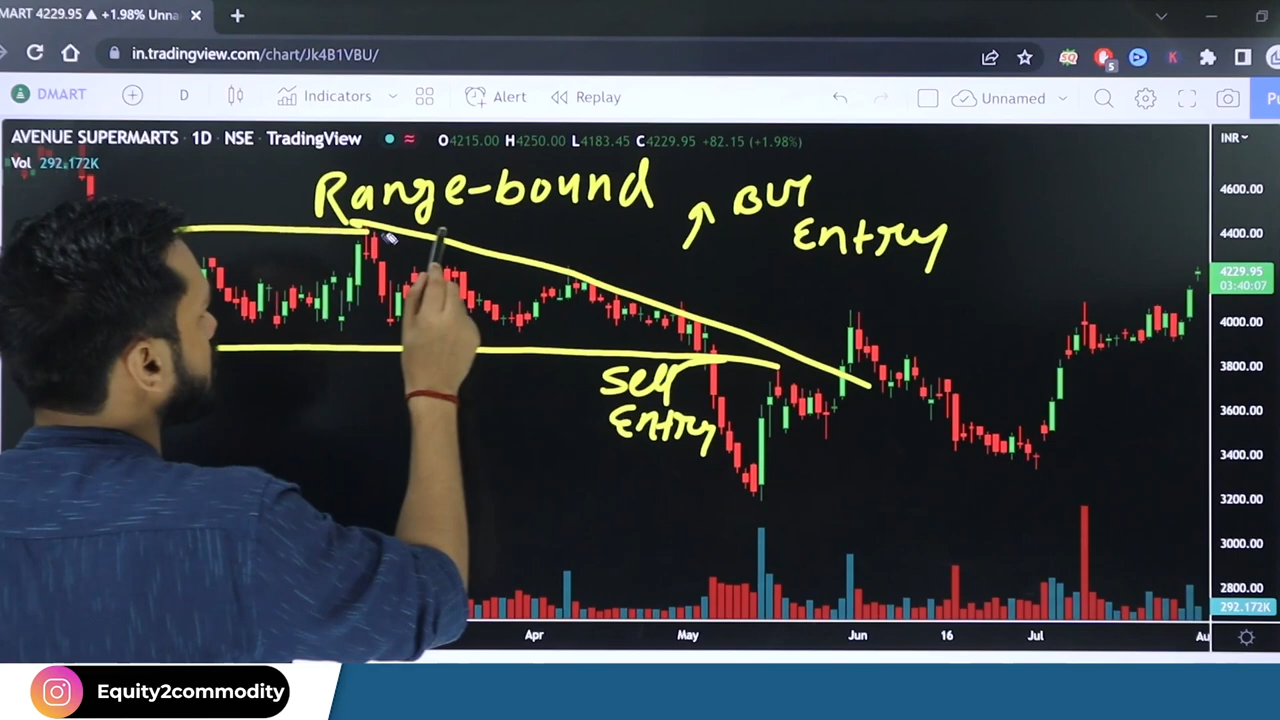 MART 4229.95 ▲ +1.98% Unna
in.tradingview.com/chart/Jk4B1VBU/
DMART D Indicators Alert Replay Unnamed
AVENUE SUPERMARTS · 1D · NSE · TradingView O4215.00 H4250.00 L4183.45 C4229.95 +82.15 (+1.98%) INR
Vol 292.172K
Range-bound
BUY
Entry
Sell
Entry
4600.00
4400.00
4229.95
03:40:07
4000.00
3800.00
3600.00
3400.00
3200.00
3000.00
2800.00
292.172K
Apr May Jun 16 Jul Au
Equity2commodity